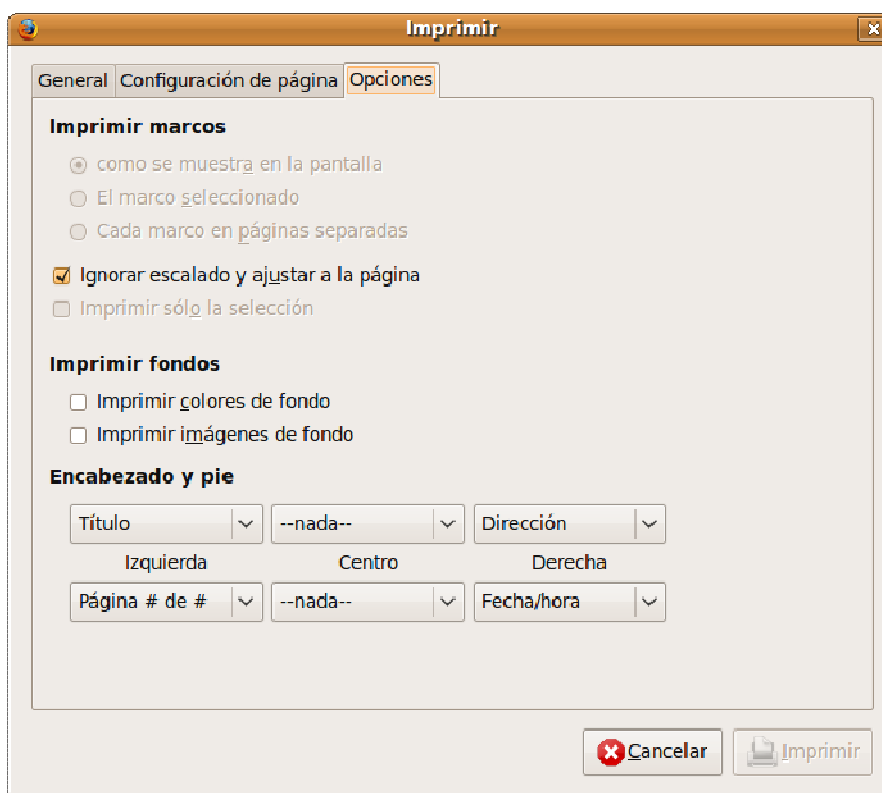 Imprimir
General Configuración de página Opciones
Imprimir marcos
como se muestra en la pantalla
El marco seleccionado
Cada marco en páginas separadas
Ignorar escalado y ajustar a la página
Imprimir sólo la selección
Imprimir fondos
Imprimir colores de fondo
Imprimir imágenes de fondo
Encabezado y pie
Título --nada-- Dirección
Izquierda Centro Derecha
Página # de # --nada-- Fecha/hora
Cancelar Imprimir